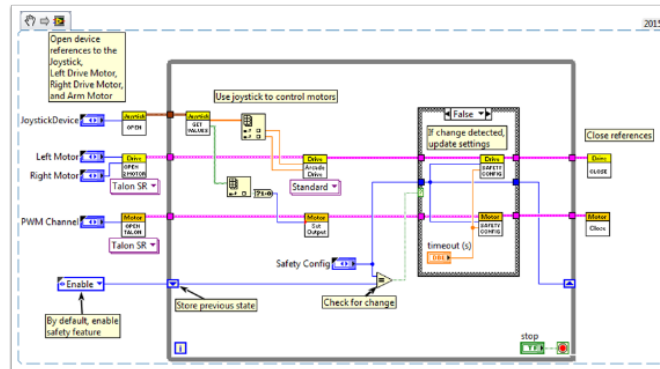 2015
Open device
references to the
Joystick,
Left Drive Motor,
Right Drive Motor,
and Arm Motor
Use joystick to control motors
False
If change detected,
update settings
Close references
JoystickDevice
Joystick
OPEN
Joystick
GET
VALUES
Left Motor
Right Motor
Drive
OPEN
2 MOTOR
Talon SR
Drive
Arcade
Drive
Standard
Drive
SAFETY
CONFIG
Drive
CLOSE
PWM Channel
Motor
OPEN
TALON
Talon SR
Motor
Set
Output
Motor
SAFETY
CONFIG
Motor
Close
timeout (s)
DBL
Safety Config
Enable
Store previous state
Check for change
By default, enable
safety feature
i
stop
TF